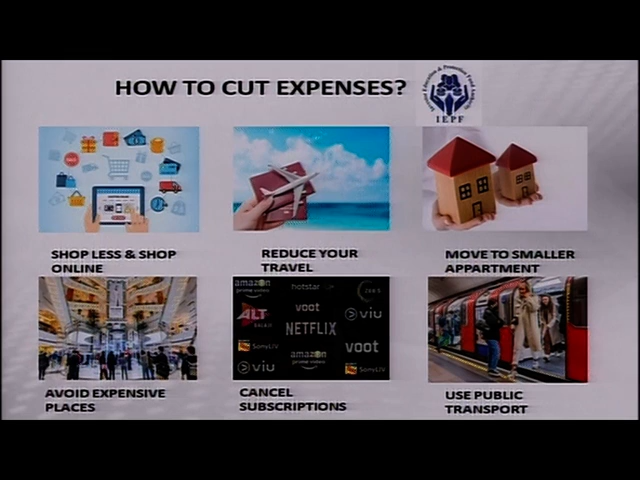 HOW TO CUT EXPENSES?
IEPF
SHOP LESS & SHOP
ONLINE
REDUCE YOUR
TRAVEL
MOVE TO SMALLER
APPARTMENT
amazon
prime video
hotstar
ZEE5
ALT
BALAJI
voot
viu
NETFLIX
SonyLIV
voot
amazon
prime video
viu
SonyLIV
AVOID EXPENSIVE
PLACES
CANCEL
SUBSCRIPTIONS
USE PUBLIC
TRANSPORT